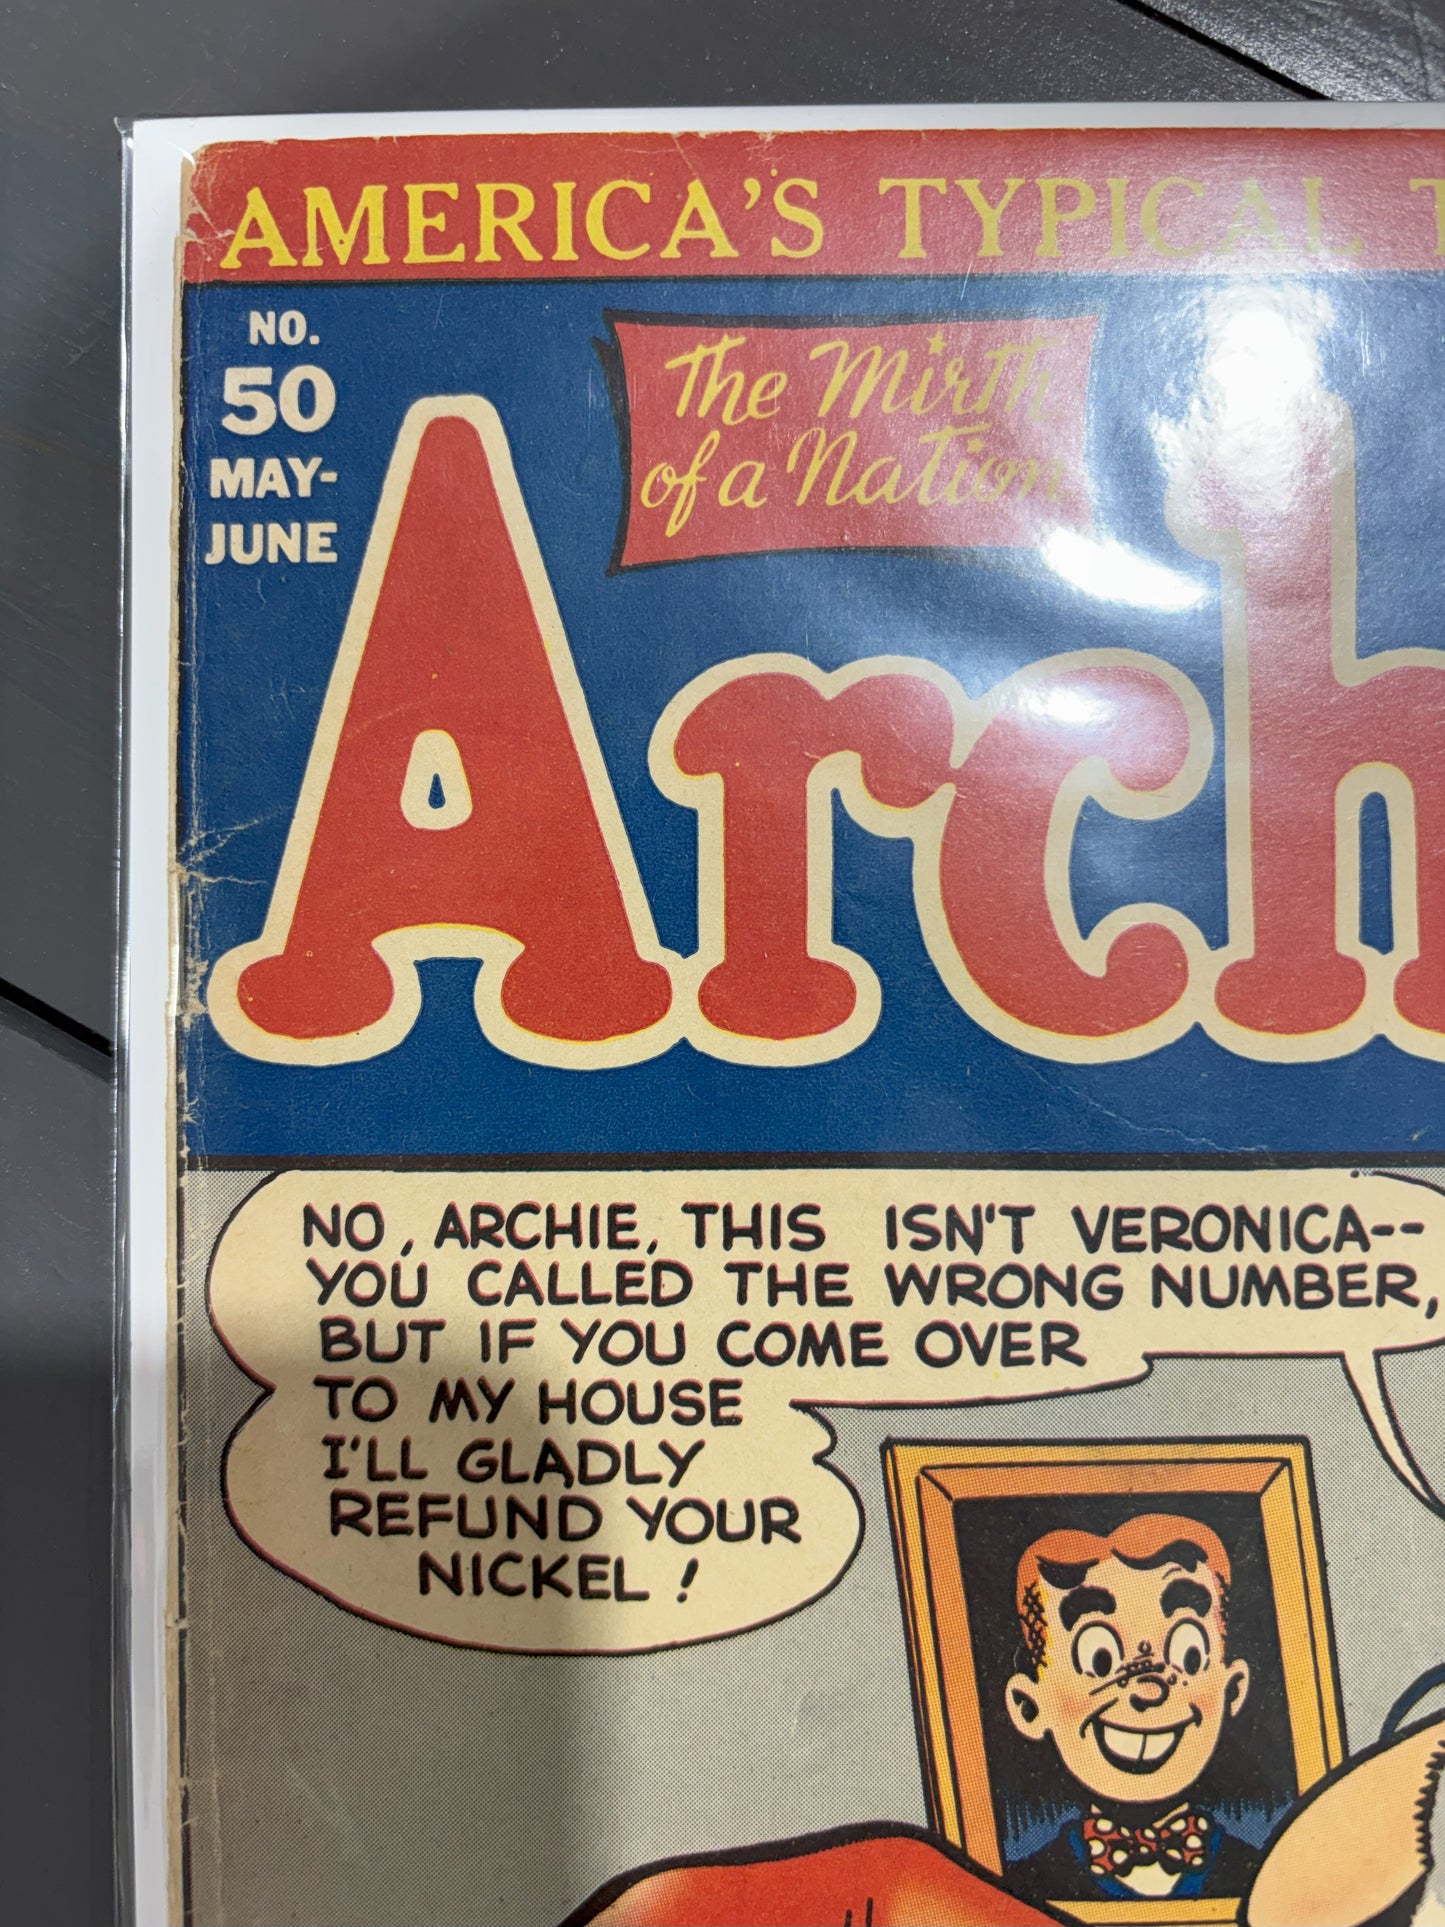 AMERICA'S TYPICAL
NO.
50
MAY-
JUNE
The Mirth
of a Nation
Arch
NO, ARCHIE, THIS ISN'T VERONICA--
YOU CALLED THE WRONG NUMBER,
BUT IF YOU COME OVER
TO MY HOUSE
I'LL GLADLY
REFUND YOUR
NICKEL!